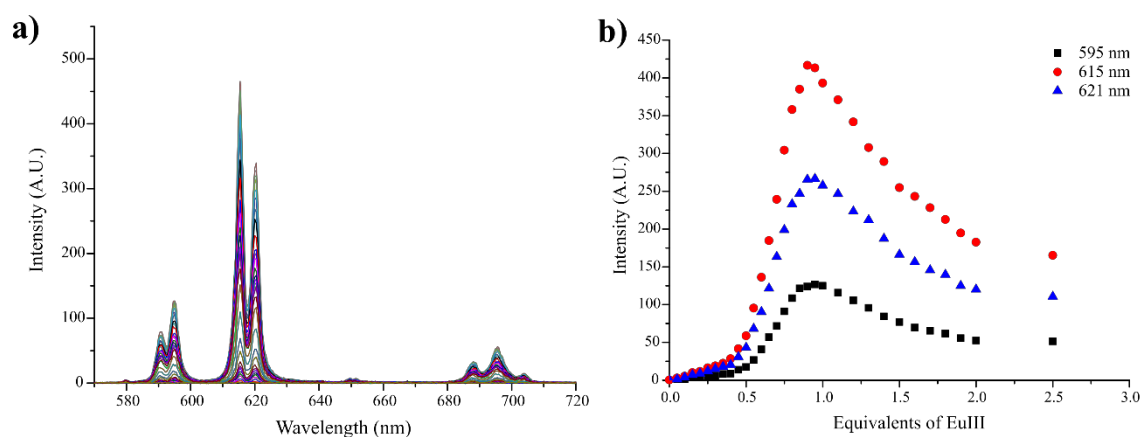 a)
500
400
300
200
100
0
Intensity (A.U.)
580 600 620 640 660 680 700 720
Wavelength (nm)
b)
450
400
350
300
250
200
150
100
50
0
Intensity (A.U.)
0.0 0.5 1.0 1.5 2.0 2.5 3.0
Equivalents of EuIII
595 nm
615 nm
621 nm